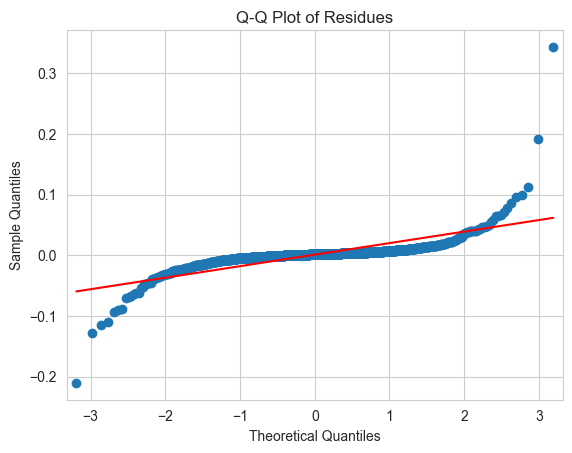 Q-Q Plot of Residues
0.3
0.2
0.1
0.0
−0.1
−0.2
Sample Quantiles
−3 −2 −1 0 1 2 3
Theoretical Quantiles